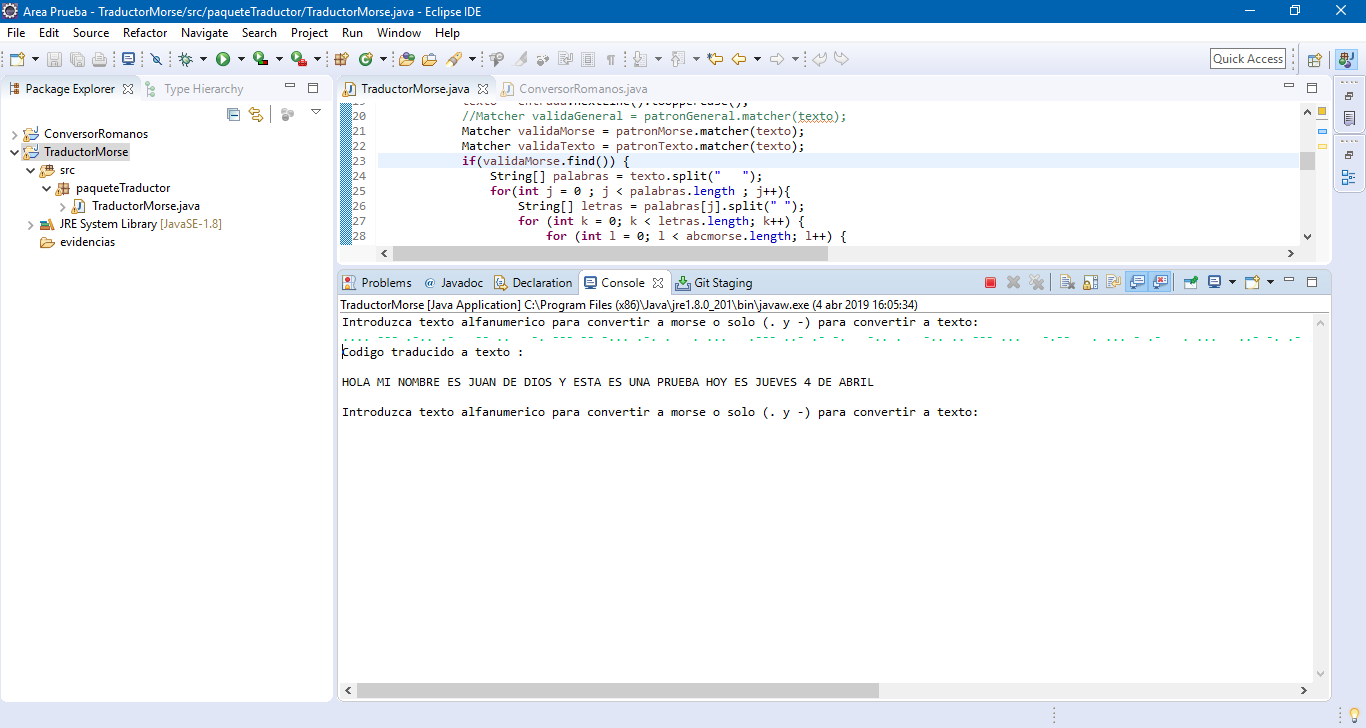 Area Prueba - TraductorMorse/src/paqueteTraductor/TraductorMorse.java - Eclipse IDE
File Edit Source Refactor Navigate Search Project Run Window Help
Quick Access
Package Explorer Type Hierarchy
ConversorRomanos
TraductorMorse
src
paqueteTraductor
TraductorMorse.java
JRE System Library [JavaSE-1.8]
evidencias
TraductorMorse.java ConversorRomanos.java
20 //Matcher validaGeneral = patronGeneral.matcher(texto);
21 Matcher validaMorse = patronMorse.matcher(texto);
22 Matcher validaTexto = patronTexto.matcher(texto);
23 if(validaMorse.find()) {
24 String[] palabras = texto.split("   ");
25 for(int j = 0 ; j < palabras.length ; j++){
26 String[] letras = palabras[j].split(" ");
27 for (int k = 0; k < letras.length; k++) {
28 for (int l = 0; l < abcmorse.length; l++) {
Problems @ Javadoc Declaration Console Git Staging
TraductorMorse [Java Application] C:\Program Files (x86)\Java\jre1.8.0_201\bin\javaw.exe (4 abr 2019 16:05:34)
Introduzca texto alfanumerico para convertir a morse o solo (. y -) para convertir a texto:
.... --- .-.. .-   -- ..   -. --- -- -... .-. .   . ...   .--- ..- .- -.   -.. .   -.. .. --- ...   -.--   . ... - .-   . ...   ..- -. .-
Codigo traducido a texto :
HOLA MI NOMBRE ES JUAN DE DIOS Y ESTA ES UNA PRUEBA HOY ES JUEVES 4 DE ABRIL
Introduzca texto alfanumerico para convertir a morse o solo (. y -) para convertir a texto: